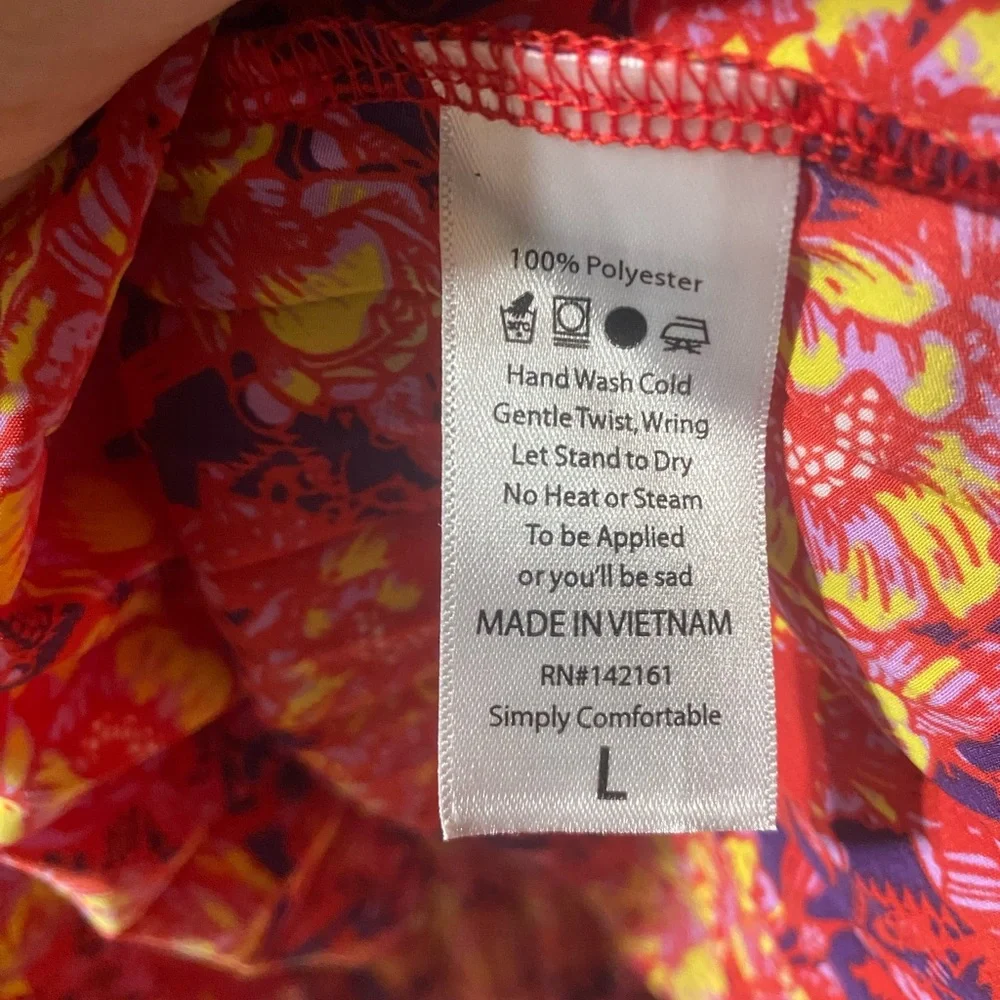 100% Polyester
Hand Wash Cold
Gentle Twist, Wring
Let Stand to Dry
No Heat or Steam
To be Applied
or you'll be sad
MADE IN VIETNAM
RN#142161
Simply Comfortable
L